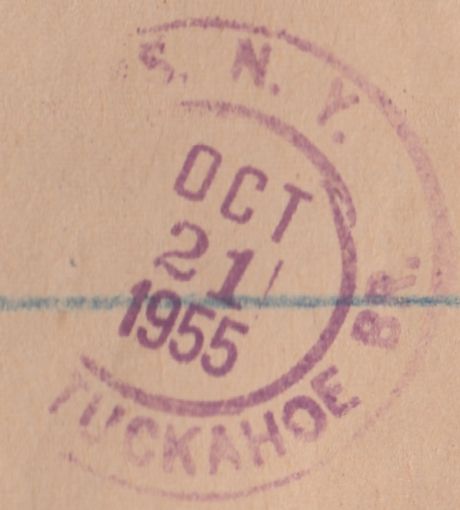 S. N. Y.
OCT
21
1955
TUCKAHOE BR.